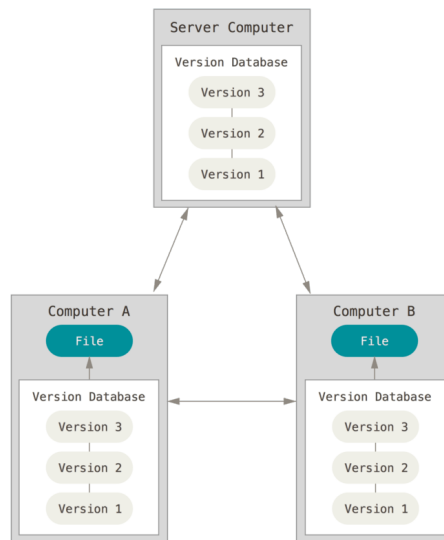 Server Computer
Version Database
Version 3
Version 2
Version 1
Computer A
File
Version Database
Version 3
Version 2
Version 1
Computer B
File
Version Database
Version 3
Version 2
Version 1